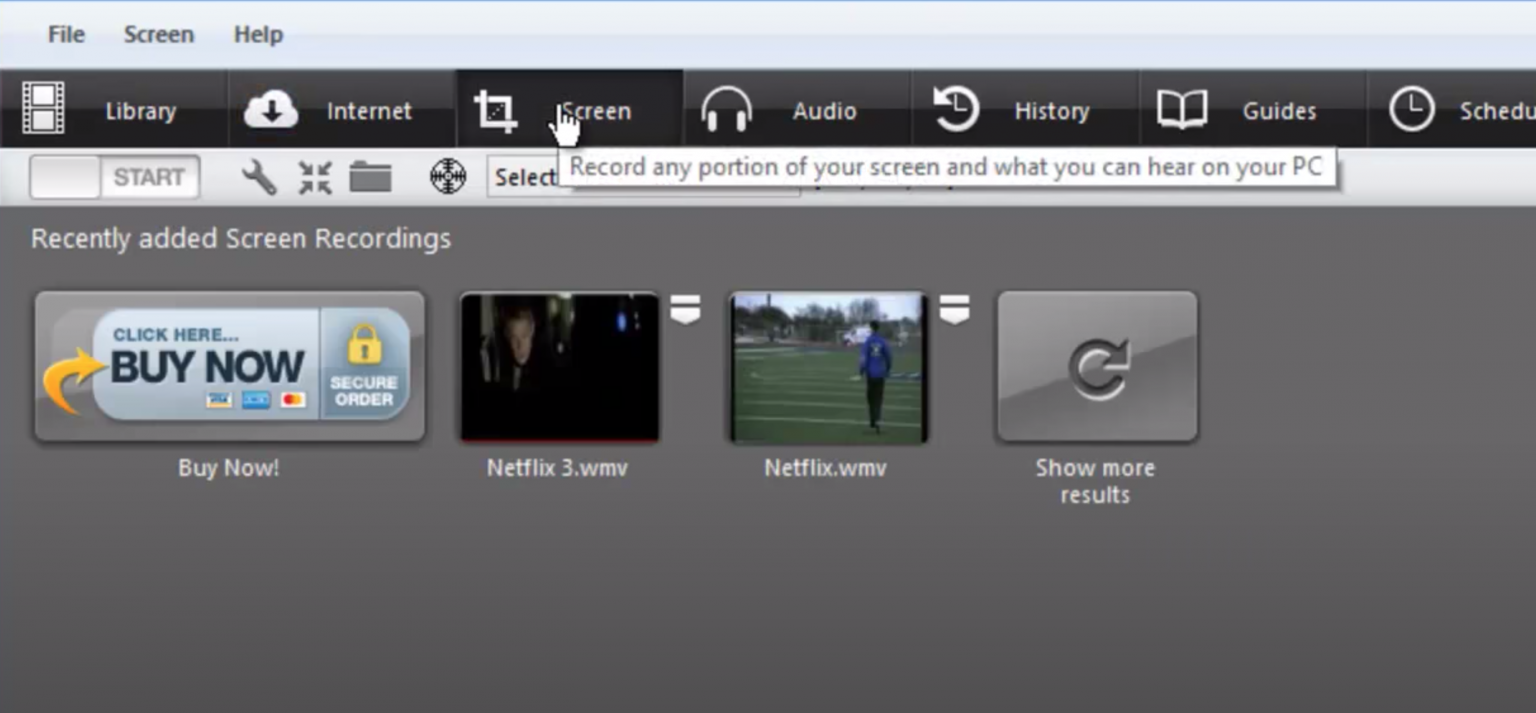 File Screen Help
Library Internet Screen Audio History Guides Schedu
START Select
Record any portion of your screen and what you can hear on your PC
Recently added Screen Recordings
CLICK HERE...
BUY NOW
SECURE
ORDER
Buy Now! Netflix 3.wmv Netflix.wmv Show more
results